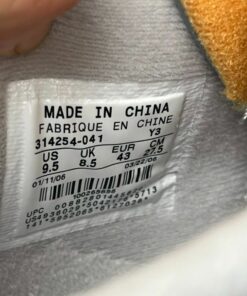 MADE IN CHINA
FABRIQUE EN CHINE
314254-041 Y3
US UK EUR CM
9.5 8.5 43 27.5
01/11/06 03/22/06
UPC